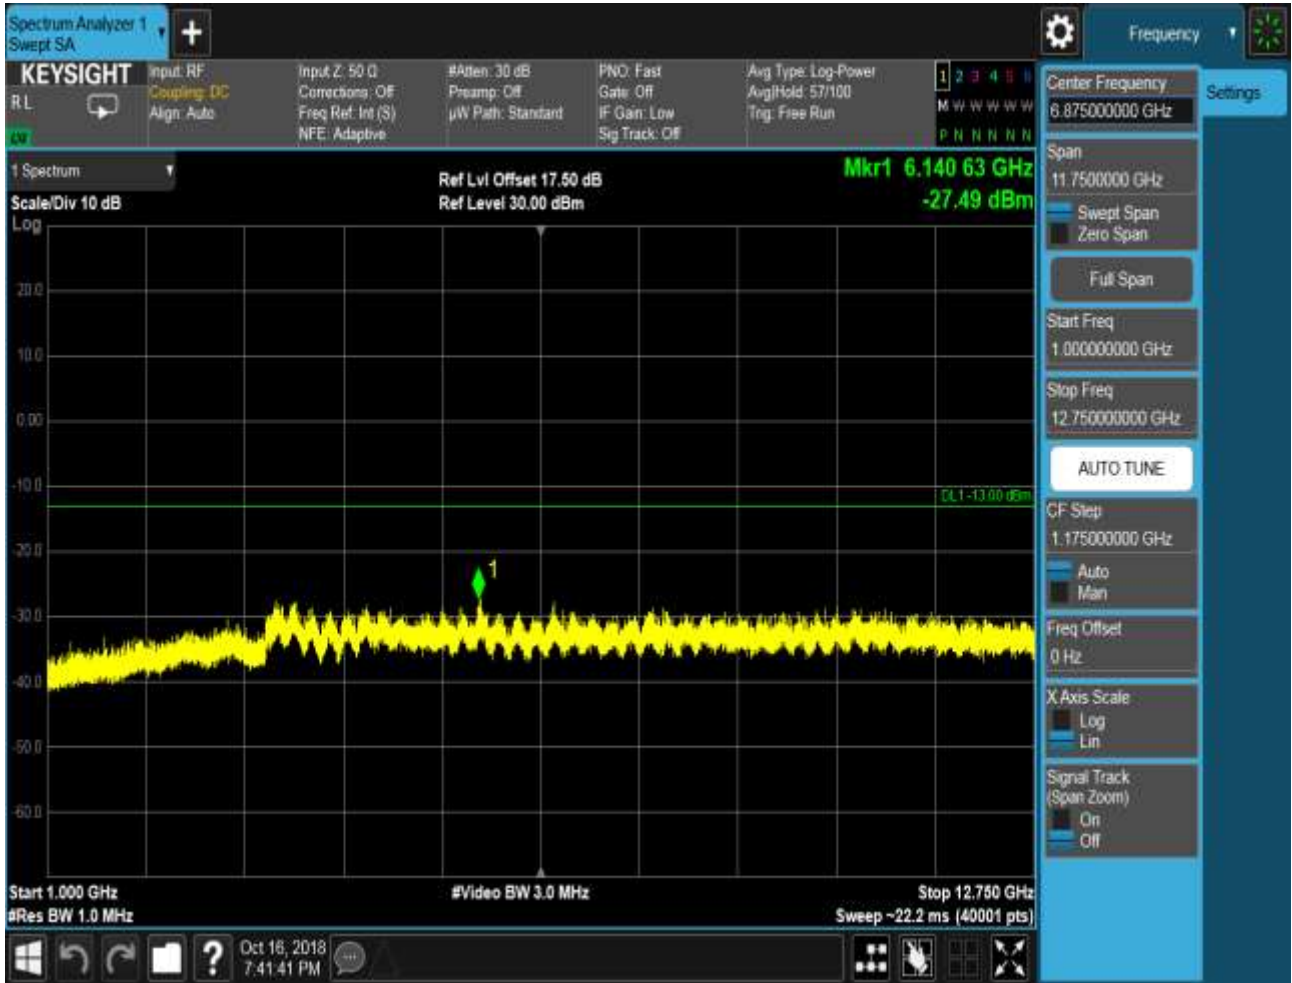 Spectrum Analyzer 1
Swept SA
Frequency
KEYSIGHT
R L
Input: RF
Coupling: DC
Align: Auto
Input Z: 50 Ω
Corrections: Off
Freq Ref: Int (S)
NFE: Adaptive
#Atten: 30 dB
Preamp: Off
µW Path: Standard
PNO: Fast
Gate: Off
IF Gain: Low
Sig Track: Off
Avg Type: Log-Power
Avg|Hold: 57/100
Trig: Free Run
1 2 3 4 5 6
M W W W W W
P N N N N N
1 Spectrum
Scale/Div 10 dB
Log
Ref Lvl Offset 17.50 dB
Ref Level 30.00 dBm
Mkr1 6.140 63 GHz
-27.49 dBm
20.0
10.0
0.00
-10.0
-20.0
-30.0
-40.0
-50.0
-60.0
DL1 -13.00 dBm
1
Start 1.000 GHz
#Res BW 1.0 MHz
#Video BW 3.0 MHz
Stop 12.750 GHz
Sweep ~22.2 ms (40001 pts)
Center Frequency
6.875000000 GHz
Settings
Span
11.7500000 GHz
Swept Span
Zero Span
Full Span
Start Freq
1.000000000 GHz
Stop Freq
12.750000000 GHz
AUTO TUNE
CF Step
1.175000000 GHz
Auto
Man
Freq Offset
0 Hz
X Axis Scale
Log
Lin
Signal Track
(Span Zoom)
On
Off
?
Oct 16, 2018
7:41:41 PM